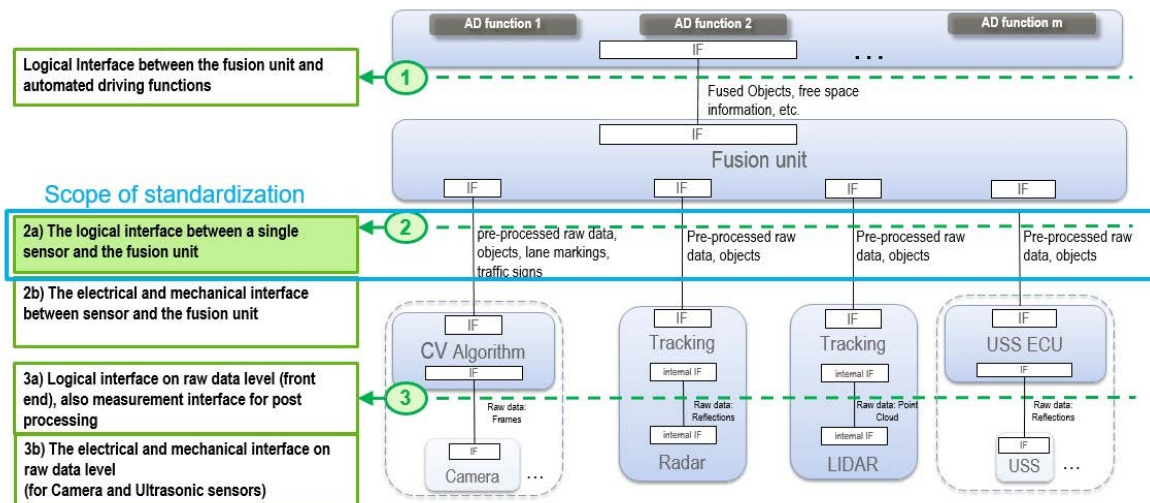 AD function 1
AD function 2
AD function m
IF
...
Logical Interface between the fusion unit and
automated driving functions
1
Fused Objects, free space
information, etc.
IF
Fusion unit
IF
IF
IF
IF
Scope of standardization
2a) The logical interface between a single
sensor and the fusion unit
2
pre-processed raw data,
objects, lane markings,
traffic signs
Pre-processed raw
data, objects
Pre-processed raw
data, objects
Pre-processed raw
data, objects
2b) The electrical and mechanical interface
between sensor and the fusion unit
IF
CV Algorithm
IF
IF
Tracking
internal IF
IF
Tracking
internal IF
IF
USS ECU
IF
3a) Logical interface on raw data level (front
end), also measurement interface for post
processing
3
Raw data:
Frames
Raw data:
Reflections
Raw data: Point
Cloud
Raw data:
Reflections
3b) The electrical and mechanical interface on
raw data level
(for Camera and Ultrasonic sensors)
IF
Camera
...
internal IF
Radar
internal IF
LIDAR
IF
USS
...